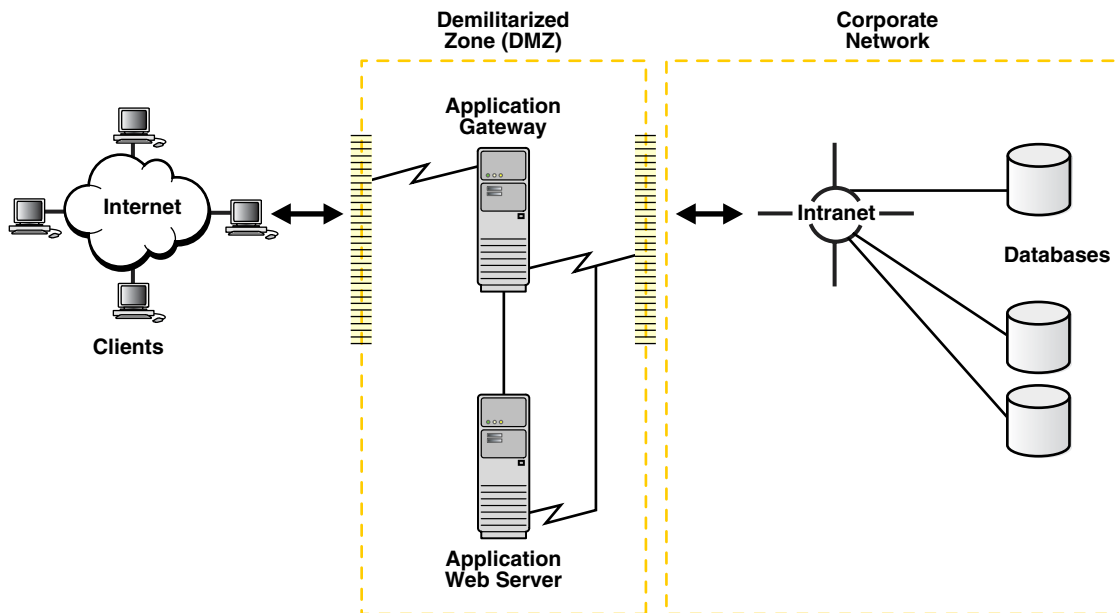 Demilitarized
Zone (DMZ)
Corporate
Network
Application
Gateway
Internet
Intranet
Databases
Clients
Application
Web Server